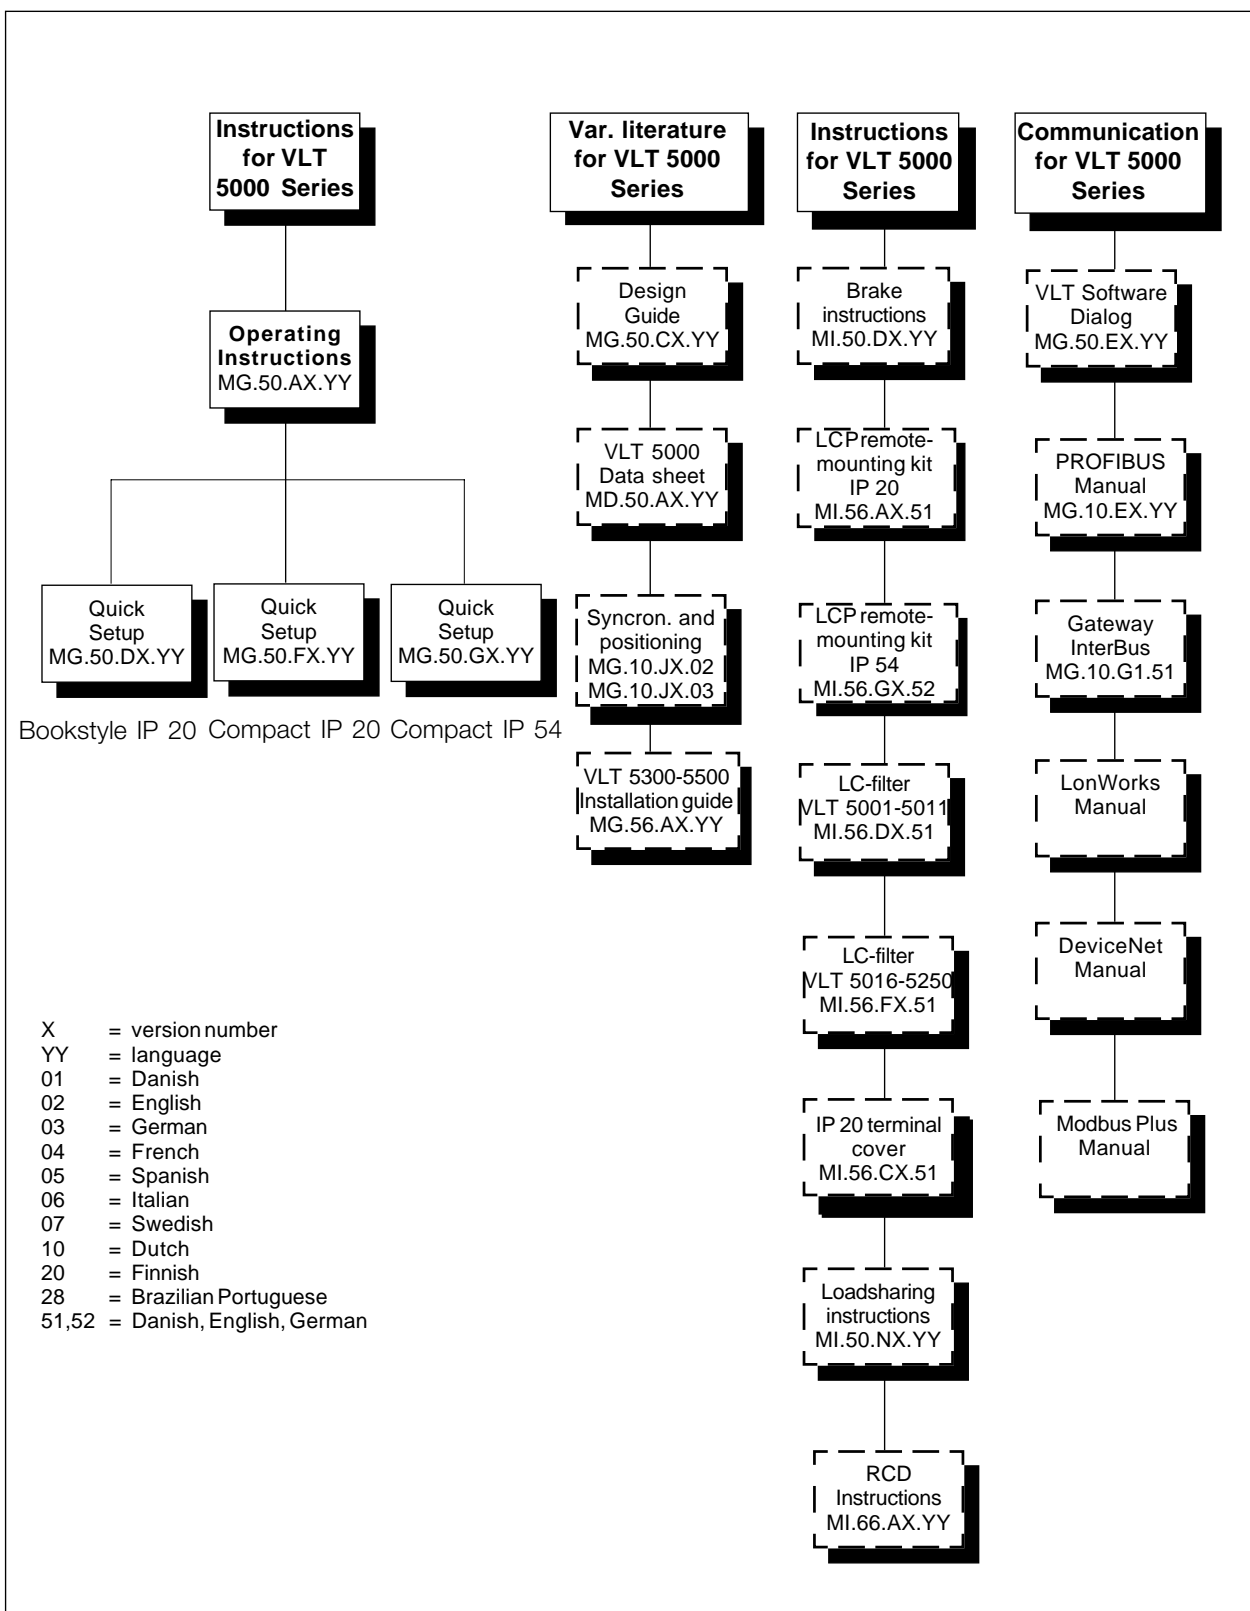 Instructions
for VLT
5000 Series
Operating
Instructions
MG.50.AX.YY
Quick
Setup
MG.50.DX.YY
Quick
Setup
MG.50.FX.YY
Quick
Setup
MG.50.GX.YY
Bookstyle IP 20
Compact IP 20
Compact IP 54
Var. literature
for VLT 5000
Series
Design
Guide
MG.50.CX.YY
VLT 5000
Data sheet
MD.50.AX.YY
Syncron. and
positioning
MG.10.JX.02
MG.10.JX.03
VLT 5300-5500
Installation guide
MG.56.AX.YY
Instructions
for VLT 5000
Series
Brake
instructions
MI.50.DX.YY
LCP remote-
mounting kit
IP 20
MI.56.AX.51
LCP remote-
mounting kit
IP 54
MI.56.GX.52
LC-filter
VLT 5001-5011
MI.56.DX.51
LC-filter
VLT 5016-5250
MI.56.FX.51
IP 20 terminal
cover
MI.56.CX.51
Loadsharing
instructions
MI.50.NX.YY
RCD
Instructions
MI.66.AX.YY
Communication
for VLT 5000
Series
VLT Software
Dialog
MG.50.EX.YY
PROFIBUS
Manual
MG.10.EX.YY
Gateway
InterBus
MG.10.G1.51
LonWorks
Manual
DeviceNet
Manual
Modbus Plus
Manual
X = version number
YY = language
01 = Danish
02 = English
03 = German
04 = French
05 = Spanish
06 = Italian
07 = Swedish
10 = Dutch
20 = Finnish
28 = Brazilian Portuguese
51,52 = Danish, English, German